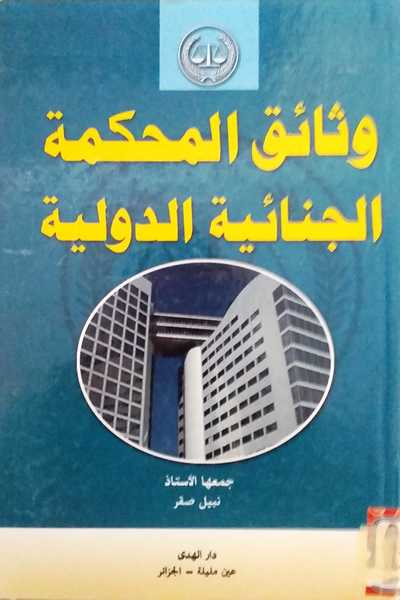 وثائق المحكمة
الجنائية الدولية
جمعها الأستاذ
نبيل صقر
دار الهدى
عين مليلة - الجزائر